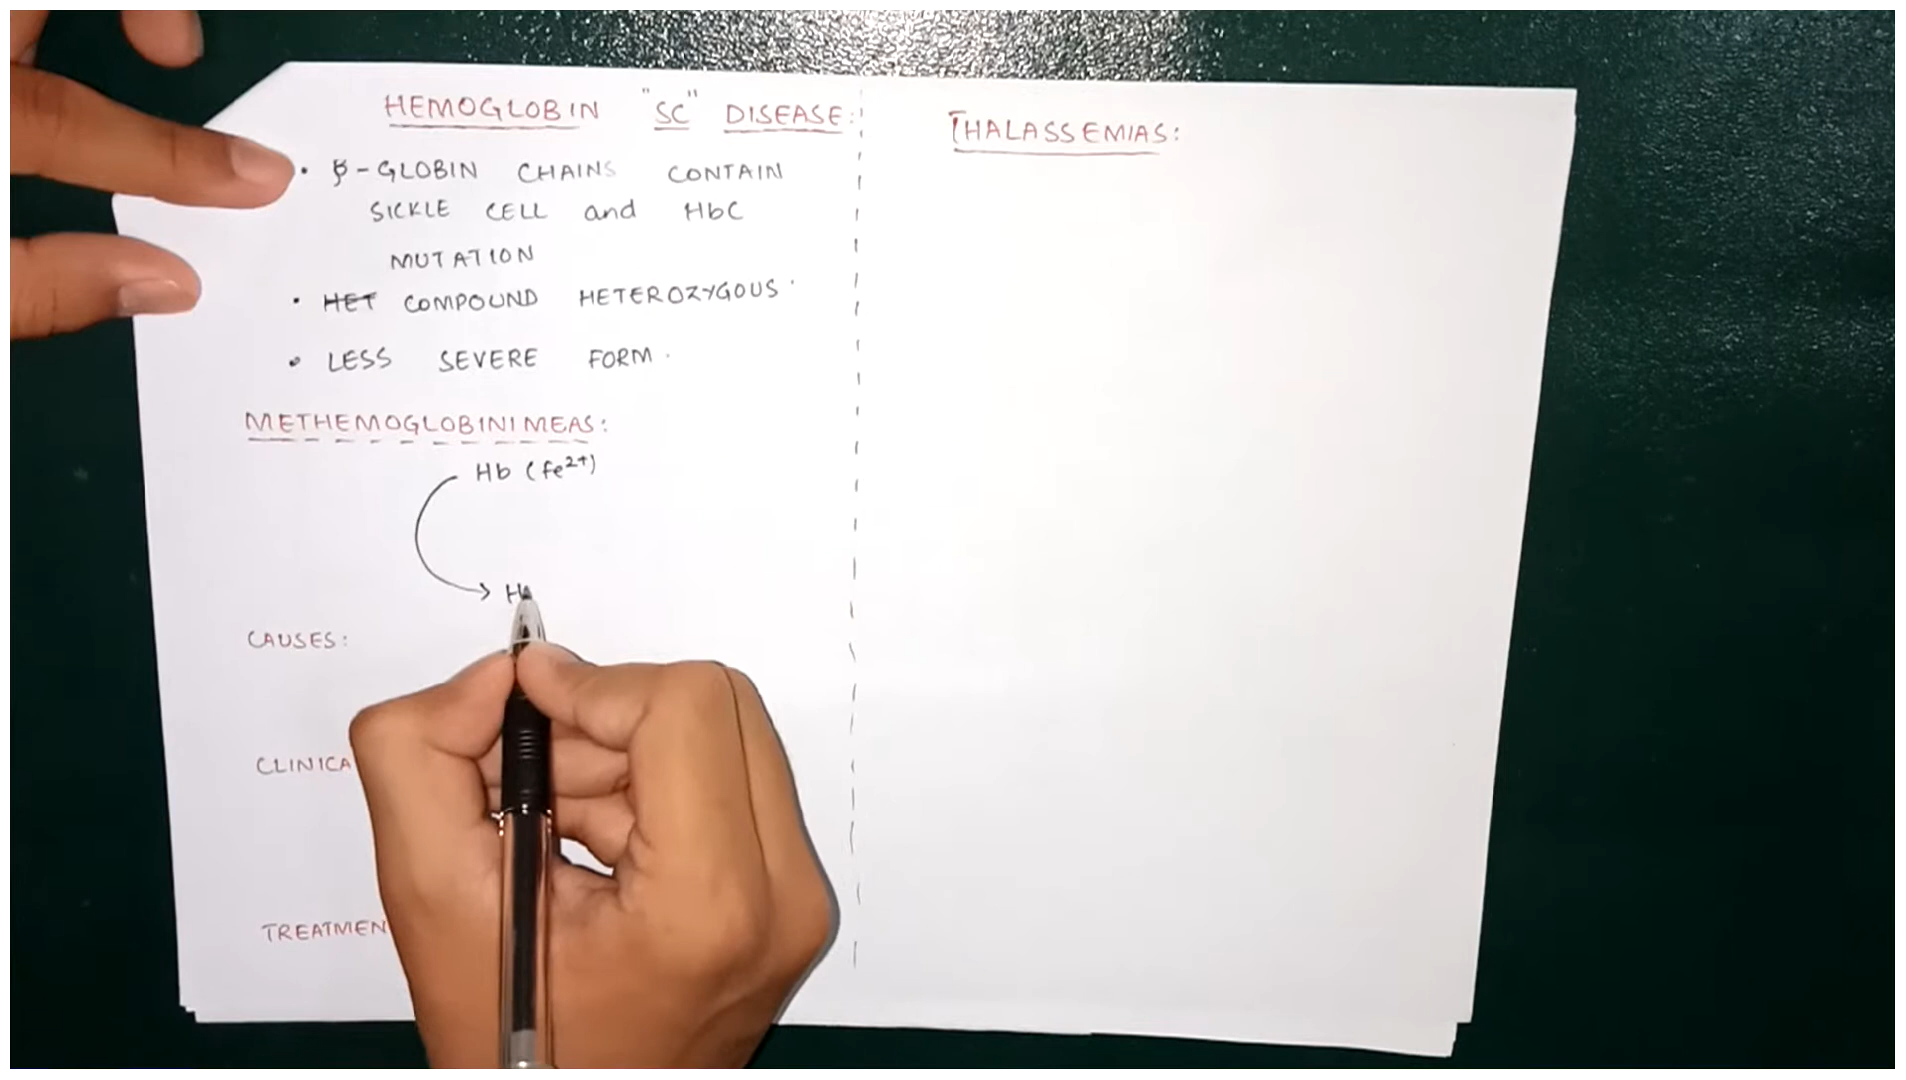 HEMOGLOBIN "SC" DISEASE:
• β-GLOBIN CHAINS CONTAIN
SICKLE CELL and HbC
MUTATION
• HET COMPOUND HETEROZYGOUS.
• LESS SEVERE FORM.
METHEMOGLOBINIMEAS:
Hb (Fe2+)
CAUSES:
CLINICA
TREATMEN
THALASSEMIAS: